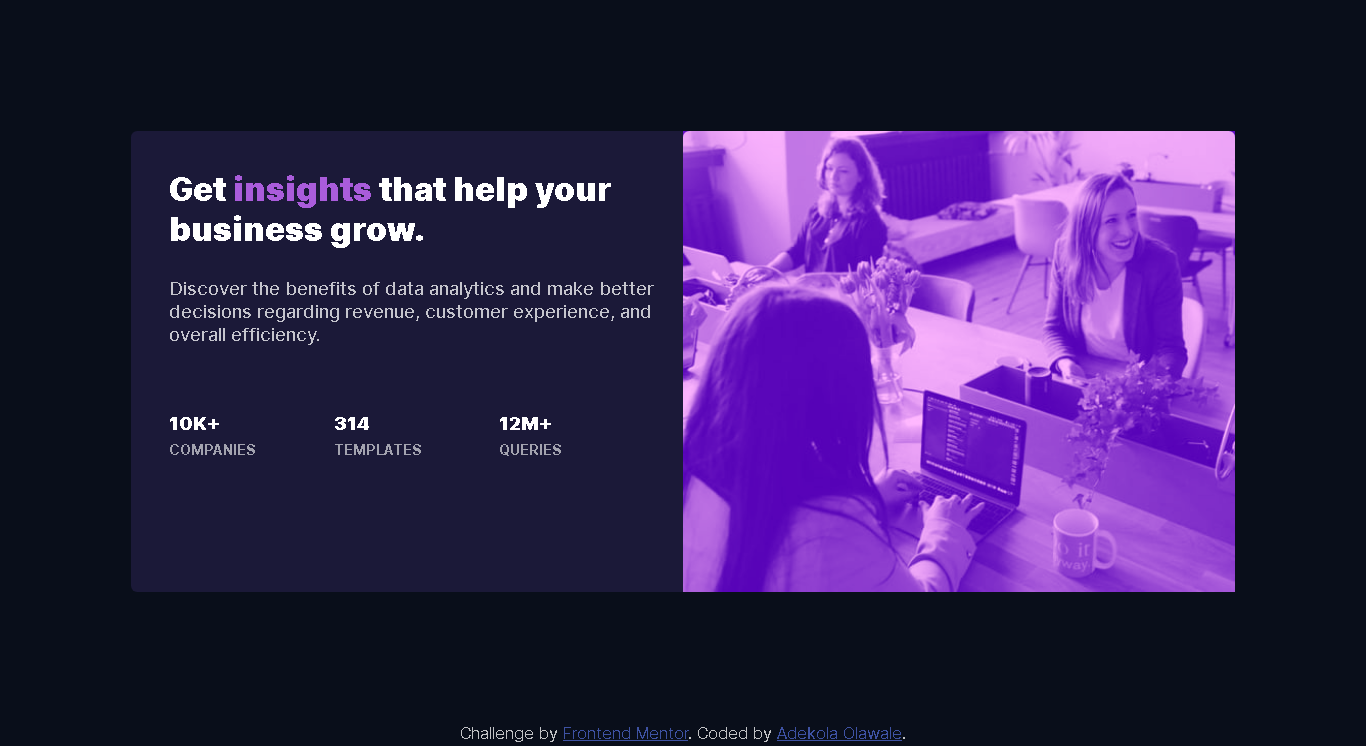 Get insights that help your
business grow.
Discover the benefits of data analytics and make better
decisions regarding revenue, customer experience, and
overall efficiency.
10K+ 314 12M+
COMPANIES TEMPLATES QUERIES
Challenge by Frontend Mentor. Coded by Adekola Olawale.